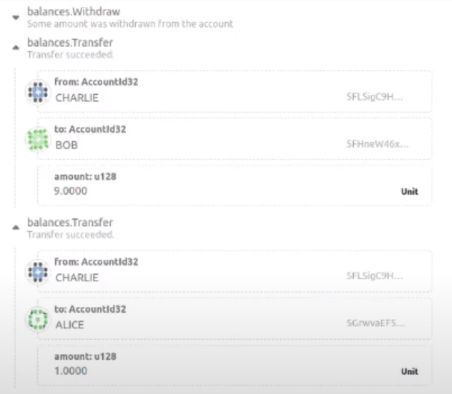 balances.Withdraw
Some amount was withdrawn from the account
balances.Transfer
Transfer succeeded.
from: AccountId32
CHARLIE 5FLSigC9H...
to: AccountId32
BOB 5FHneW46x...
amount: u128
9.0000 Unit
balances.Transfer
Transfer succeeded.
from: AccountId32
CHARLIE 5FLSigC9H...
to: AccountId32
ALICE 5GrwvaEF5...
amount: u128
1.0000 Unit